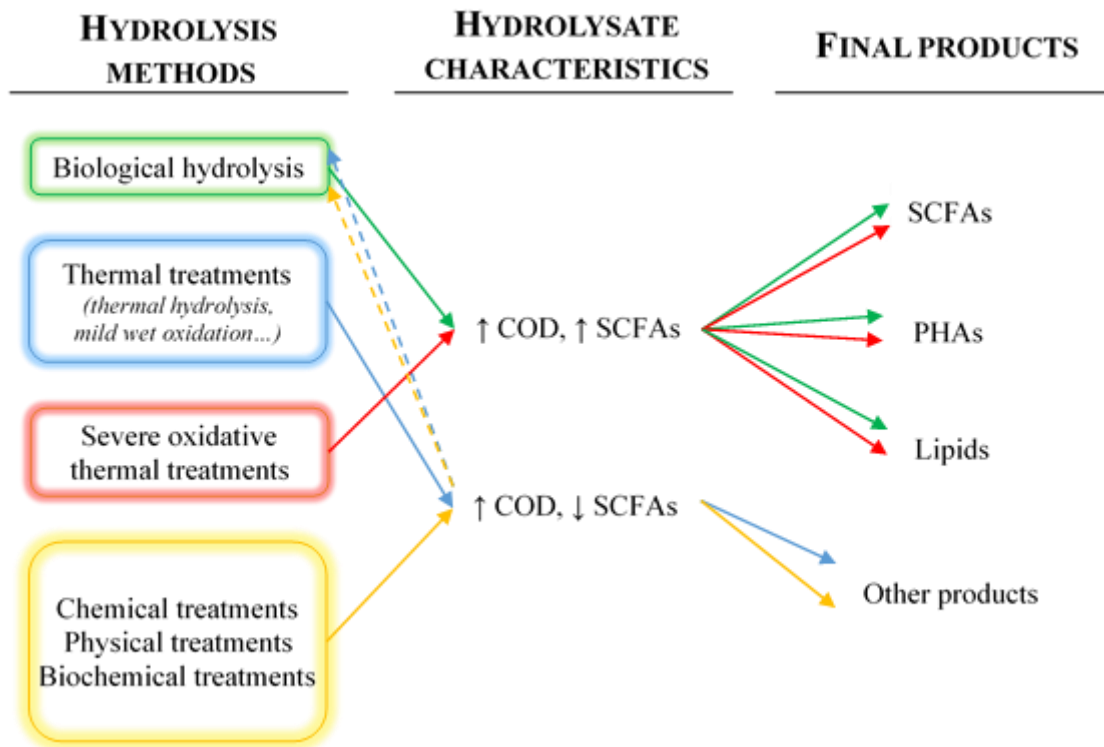 HYDROLYSIS
METHODS
HYDROLYSATE
CHARACTERISTICS
FINAL PRODUCTS
Biological hydrolysis
Thermal treatments
(thermal hydrolysis,
mild wet oxidation…)
Severe oxidative
thermal treatments
Chemical treatments
Physical treatments
Biochemical treatments
↑ COD, ↑ SCFAs
↑ COD, ↓ SCFAs
SCFAs
PHAs
Lipids
Other products